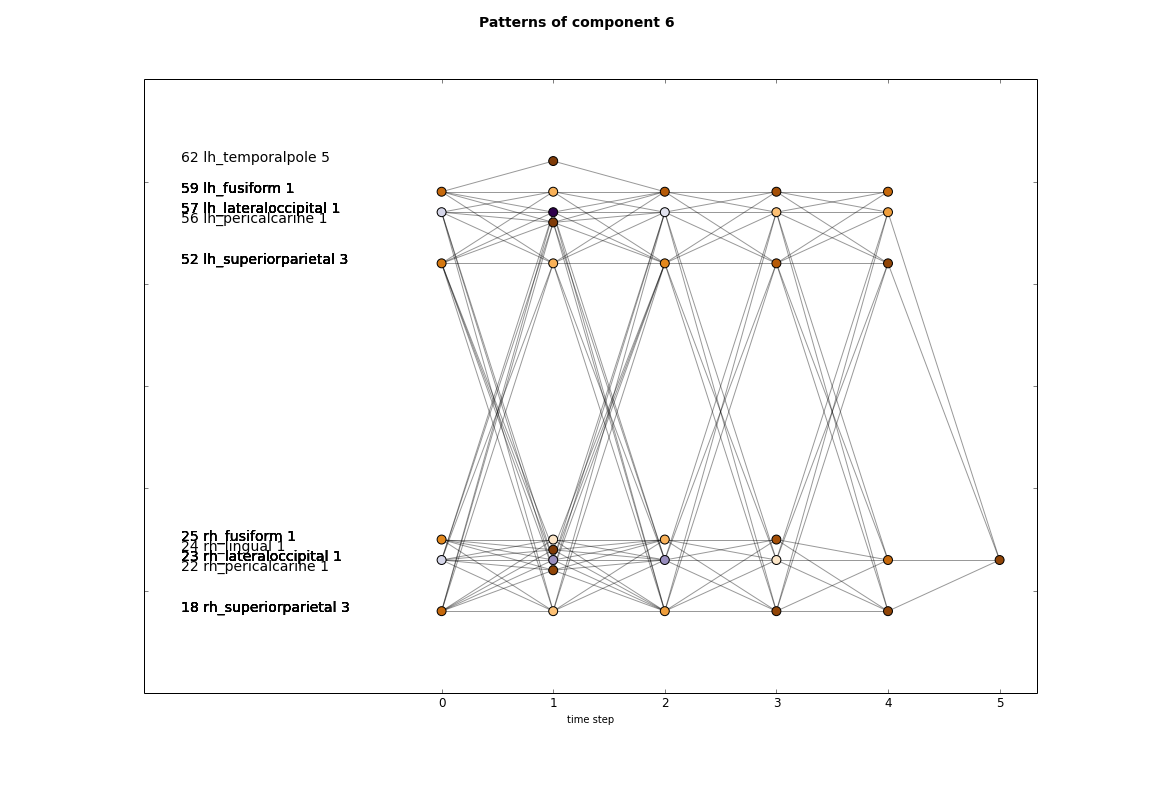 Patterns of component 6
62 lh_temporalpole 5
59 lh_fusiform 1
57 lh_lateraloccipital 1
56 lh_pericalcarine 1
52 lh_superiorparietal 3
25 rh_fusiform 1
24 rh_lingual 1
23 rh_lateraloccipital 1
22 rh_pericalcarine 1
18 rh_superiorparietal 3
0 1 2 3 4 5
time step